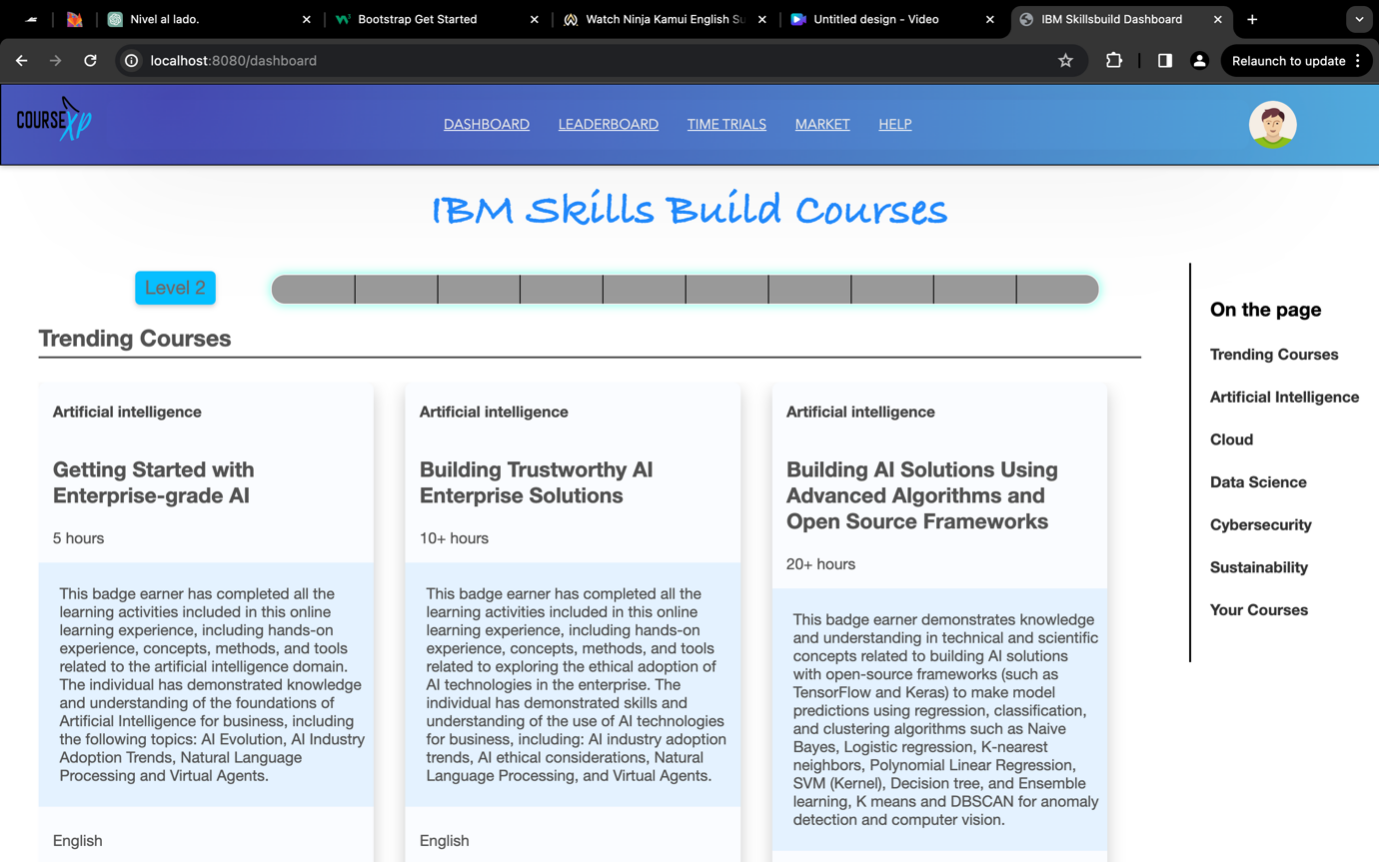 Nivel al lado.
Bootstrap Get Started
Watch Ninja Kamui English Su
Untitled design - Video
IBM Skillsbuild Dashboard
localhost:8080/dashboard
Relaunch to update
COURSE XP
DASHBOARD
LEADERBOARD
TIME TRIALS
MARKET
HELP
IBM Skills Build Courses
Level 2
Trending Courses
Artificial intelligence
Getting Started with
Enterprise-grade AI
5 hours
This badge earner has completed all the
learning activities included in this online
learning experience, including hands-on
experience, concepts, methods, and tools
related to the artificial intelligence domain.
The individual has demonstrated knowledge
and understanding of the foundations of
Artificial Intelligence for business, including
the following topics: AI Evolution, AI Industry
Adoption Trends, Natural Language
Processing and Virtual Agents.
English
Artificial intelligence
Building Trustworthy AI
Enterprise Solutions
10+ hours
This badge earner has completed all the
learning activities included in this online
learning experience, including hands-on
experience, concepts, methods, and tools
related to exploring the ethical adoption of
AI technologies in the enterprise. The
individual has demonstrated skills and
understanding of the use of AI technologies
for business, including: AI industry adoption
trends, AI ethical considerations, Natural
Language Processing, and Virtual Agents.
English
Artificial intelligence
Building AI Solutions Using
Advanced Algorithms and
Open Source Frameworks
20+ hours
This badge earner demonstrates knowledge
and understanding in technical and scientific
concepts related to building AI solutions
with open-source frameworks (such as
TensorFlow and Keras) to make model
predictions using regression, classification,
and clustering algorithms such as Naive
Bayes, Logistic regression, K-nearest
neighbors, Polynomial Linear Regression,
SVM (Kernel), Decision tree, and Ensemble
learning, K means and DBSCAN for anomaly
detection and computer vision.
On the page
Trending Courses
Artificial Intelligence
Cloud
Data Science
Cybersecurity
Sustainability
Your Courses